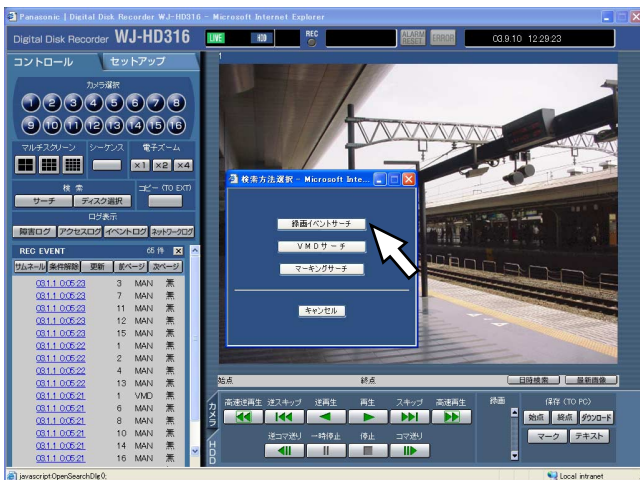 Panasonic | Digital Disk Recorder WJ-HD316 - Microsoft Internet Explorer
Digital Disk Recorder WJ-HD316
LIVE HDD REC ALARM RESET ERROR 03.9.10 12:29:23
コントロール セットアップ
1
カメラ選択
1 2 3 4 5 6 7 8
9 10 11 12 13 14 15 16
マルチスクリーン シーケンス 電子ズーム
×1 ×2 ×4
検 索 コピー (TO EXT)
サーチ ディスク選択
ログ表示
障害ログ アクセスログ イベントログ ネットワークログ
REC EVENT 65 件
サムネール 条件解除 更新 前ページ 次ページ
03.1.1 0:05:23 3 MAN 無
03.1.1 0:05:23 7 MAN 無
03.1.1 0:05:23 11 MAN 無
03.1.1 0:05:23 12 MAN 無
03.1.1 0:05:23 15 MAN 無
03.1.1 0:05:22 1 MAN 無
03.1.1 0:05:22 2 MAN 無
03.1.1 0:05:22 4 MAN 無
03.1.1 0:05:22 13 MAN 無
03.1.1 0:05:21 1 VMD 無
03.1.1 0:05:21 6 MAN 無
03.1.1 0:05:21 8 MAN 無
03.1.1 0:05:21 10 MAN 無
03.1.1 0:05:21 14 MAN 無
03.1.1 0:05:21 16 MAN 無
検索方法選択 - Microsoft Inte...
録画イベントサーチ
VMDサーチ
マーキングサーチ
キャンセル
始点 終点 日時検索 最新画像
カメラ
HDD
高速逆再生 逆スキップ 逆再生 再生 スキップ 高速再生
逆コマ送り 一時停止 停止 コマ送り
録画
保存 (TO PC)
始点 終点 ダウンロード
マーク テキスト
javascript:OpenSearchDlg();
Local intranet